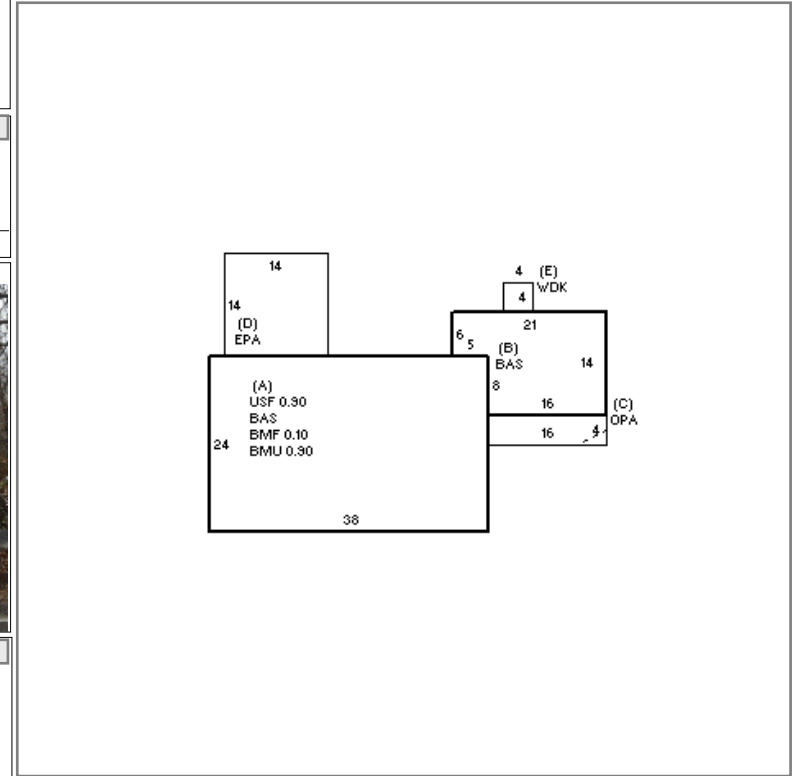 14
14
(D)
EPA
4 (E)
4 WDK
21
6
5
(B)
BAS
14
8
16
(C)
OPA
16
4
(A)
USF 0.90
BAS
BMF 0.10
BMU 0.90
24
38